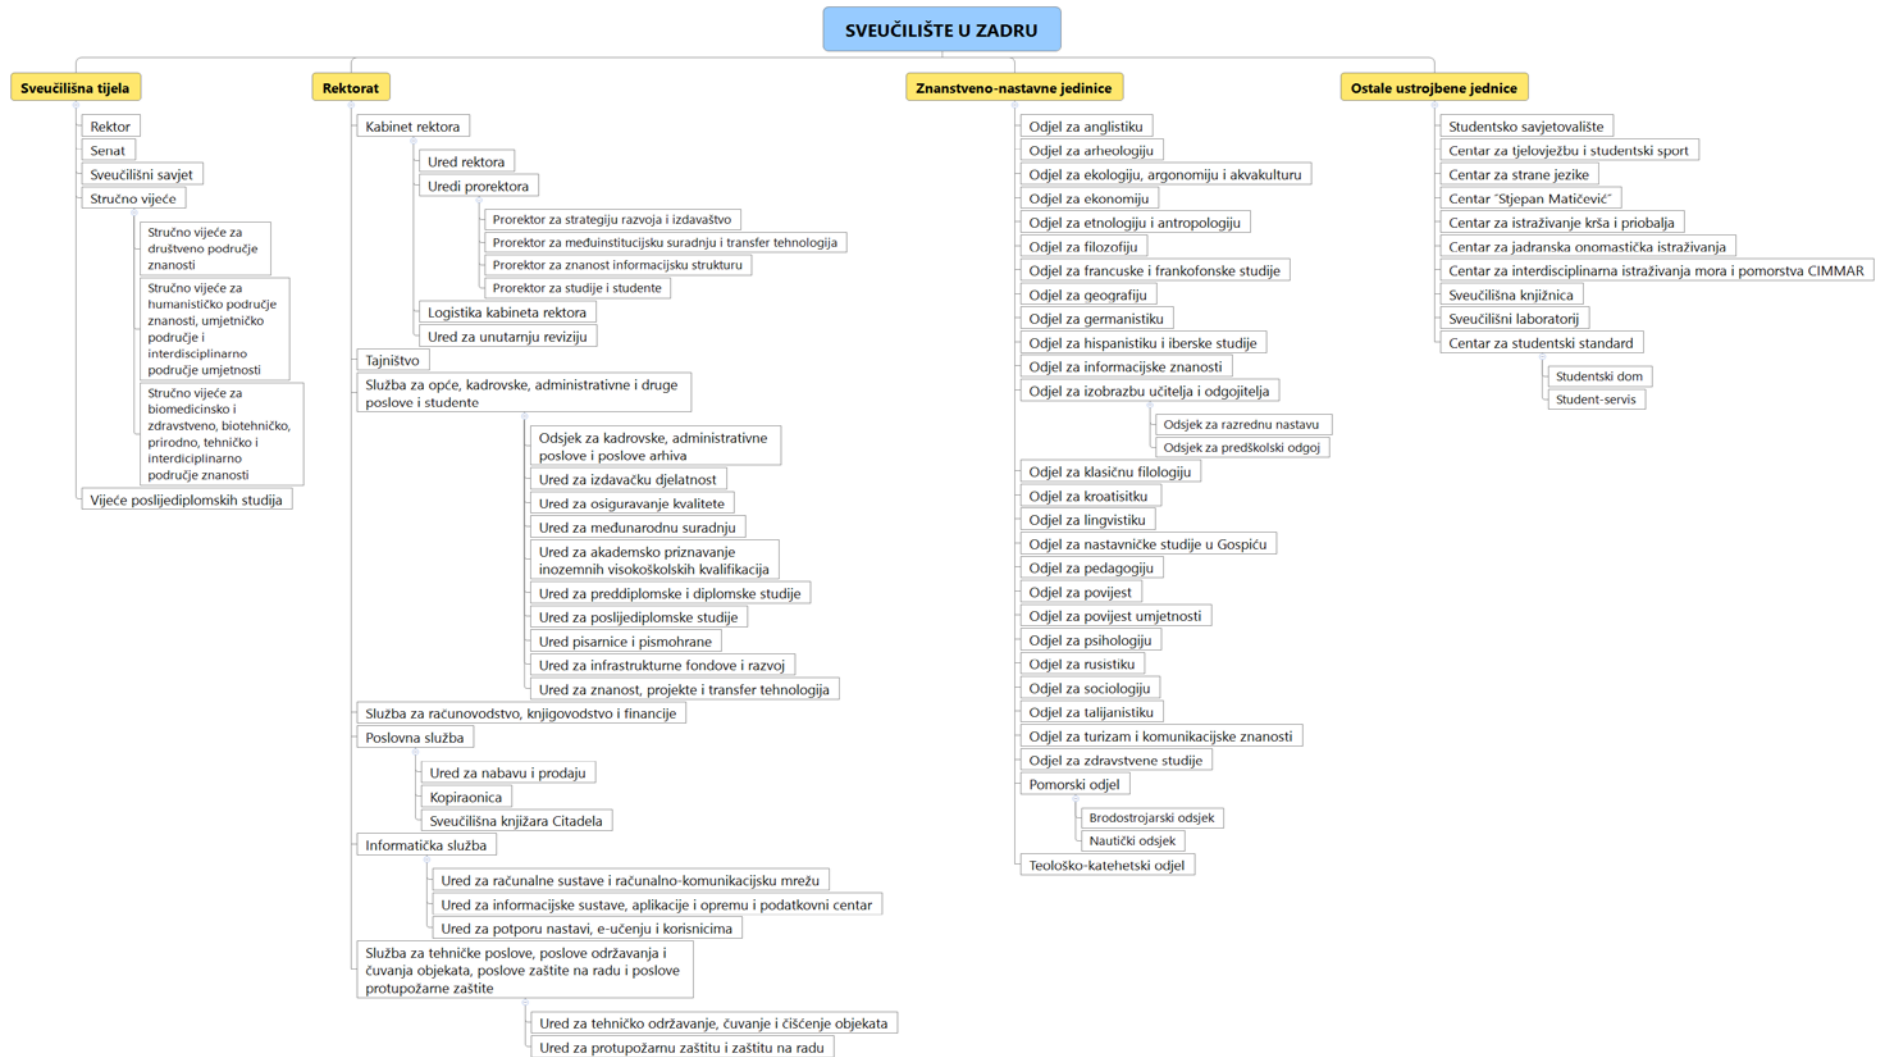 SVEUČILIŠTE U ZADRU
Sveučilišna tijela
Rektor
Senat
Sveučilišni savjet
Stručno vijeće
Stručno vijeće za
društveno područje
znanosti
Stručno vijeće za
humanističko područje
znanosti, umjetničko
područje i
interdisciplinarno
područje umjetnosti
Stručno vijeće za
biomedicinsko i
zdravstveno, biotehničko,
prirodno, tehničko i
interdiciplinarno
područje znanosti
Vijeće poslijediplomskih studija
Rektorat
Kabinet rektora
Ured rektora
Uredi prorektora
Prorektor za strategiju razvoja i izdavaštvo
Prorektor za međuinstitucijsku suradnju i transfer tehnologija
Prorektor za znanost informacijsku strukturu
Prorektor za studije i studente
Logistika kabineta rektora
Ured za unutarnju reviziju
Tajništvo
Služba za opće, kadrovske, administrativne i druge
poslove i studente
Odsjek za kadrovske, administrativne
poslove i poslove arhiva
Ured za izdavačku djelatnost
Ured za osiguravanje kvalitete
Ured za međunarodnu suradnju
Ured za akademsko priznavanje
inozemnih visokoškolskih kvalifikacija
Ured za preddiplomske i diplomske studije
Ured za poslijediplomske studije
Ured pisarnice i pismohrane
Ured za infrastrukturne fondove i razvoj
Ured za znanost, projekte i transfer tehnologija
Služba za računovodstvo, knjigovodstvo i financije
Poslovna služba
Ured za nabavu i prodaju
Kopiraonica
Sveučilišna knjižara Citadela
Informatička služba
Ured za računalne sustave i računalno-komunikacijsku mrežu
Ured za informacijske sustave, aplikacije i opremu i podatkovni centar
Ured za potporu nastavi, e-učenju i korisnicima
Služba za tehničke poslove, poslove održavanja i
čuvanja objekata, poslove zaštite na radu i poslove
protupožarne zaštite
Ured za tehničko održavanje, čuvanje i čišćenje objekata
Ured za protupožarnu zaštitu i zaštitu na radu
Znanstveno-nastavne jedinice
Odjel za anglistiku
Odjel za arheologiju
Odjel za ekologiju, argonomiju i akvakulturu
Odjel za ekonomiju
Odjel za etnologiju i antropologiju
Odjel za filozofiju
Odjel za francuske i frankofonske studije
Odjel za geografiju
Odjel za germanistiku
Odjel za hispanistiku i iberske studije
Odjel za informacijske znanosti
Odjel za izobrazbu učitelja i odgojitelja
Odsjek za razrednu nastavu
Odsjek za predškolski odgoj
Odjel za klasičnu filologiju
Odjel za kroatisitku
Odjel za lingvistiku
Odjel za nastavničke studije u Gospiću
Odjel za pedagogiju
Odjel za povijest
Odjel za povijest umjetnosti
Odjel za psihologiju
Odjel za rusistiku
Odjel za sociologiju
Odjel za talijanistiku
Odjel za turizam i komunikacijske znanosti
Odjel za zdravstvene studije
Pomorski odjel
Brodostrojarski odsjek
Nautički odsjek
Teološko-katehetski odjel
Ostale ustrojbene jednice
Studentsko savjetovalište
Centar za tjelovježbu i studentski sport
Centar za strane jezike
Centar "Stjepan Matičević"
Centar za istraživanje krša i priobalja
Centar za jadranska onomastička istraživanja
Centar za interdisciplinarna istraživanja mora i pomorstva CIMMAR
Sveučilišna knjižnica
Sveučilišni laboratorij
Centar za studentski standard
Studentski dom
Student-servis